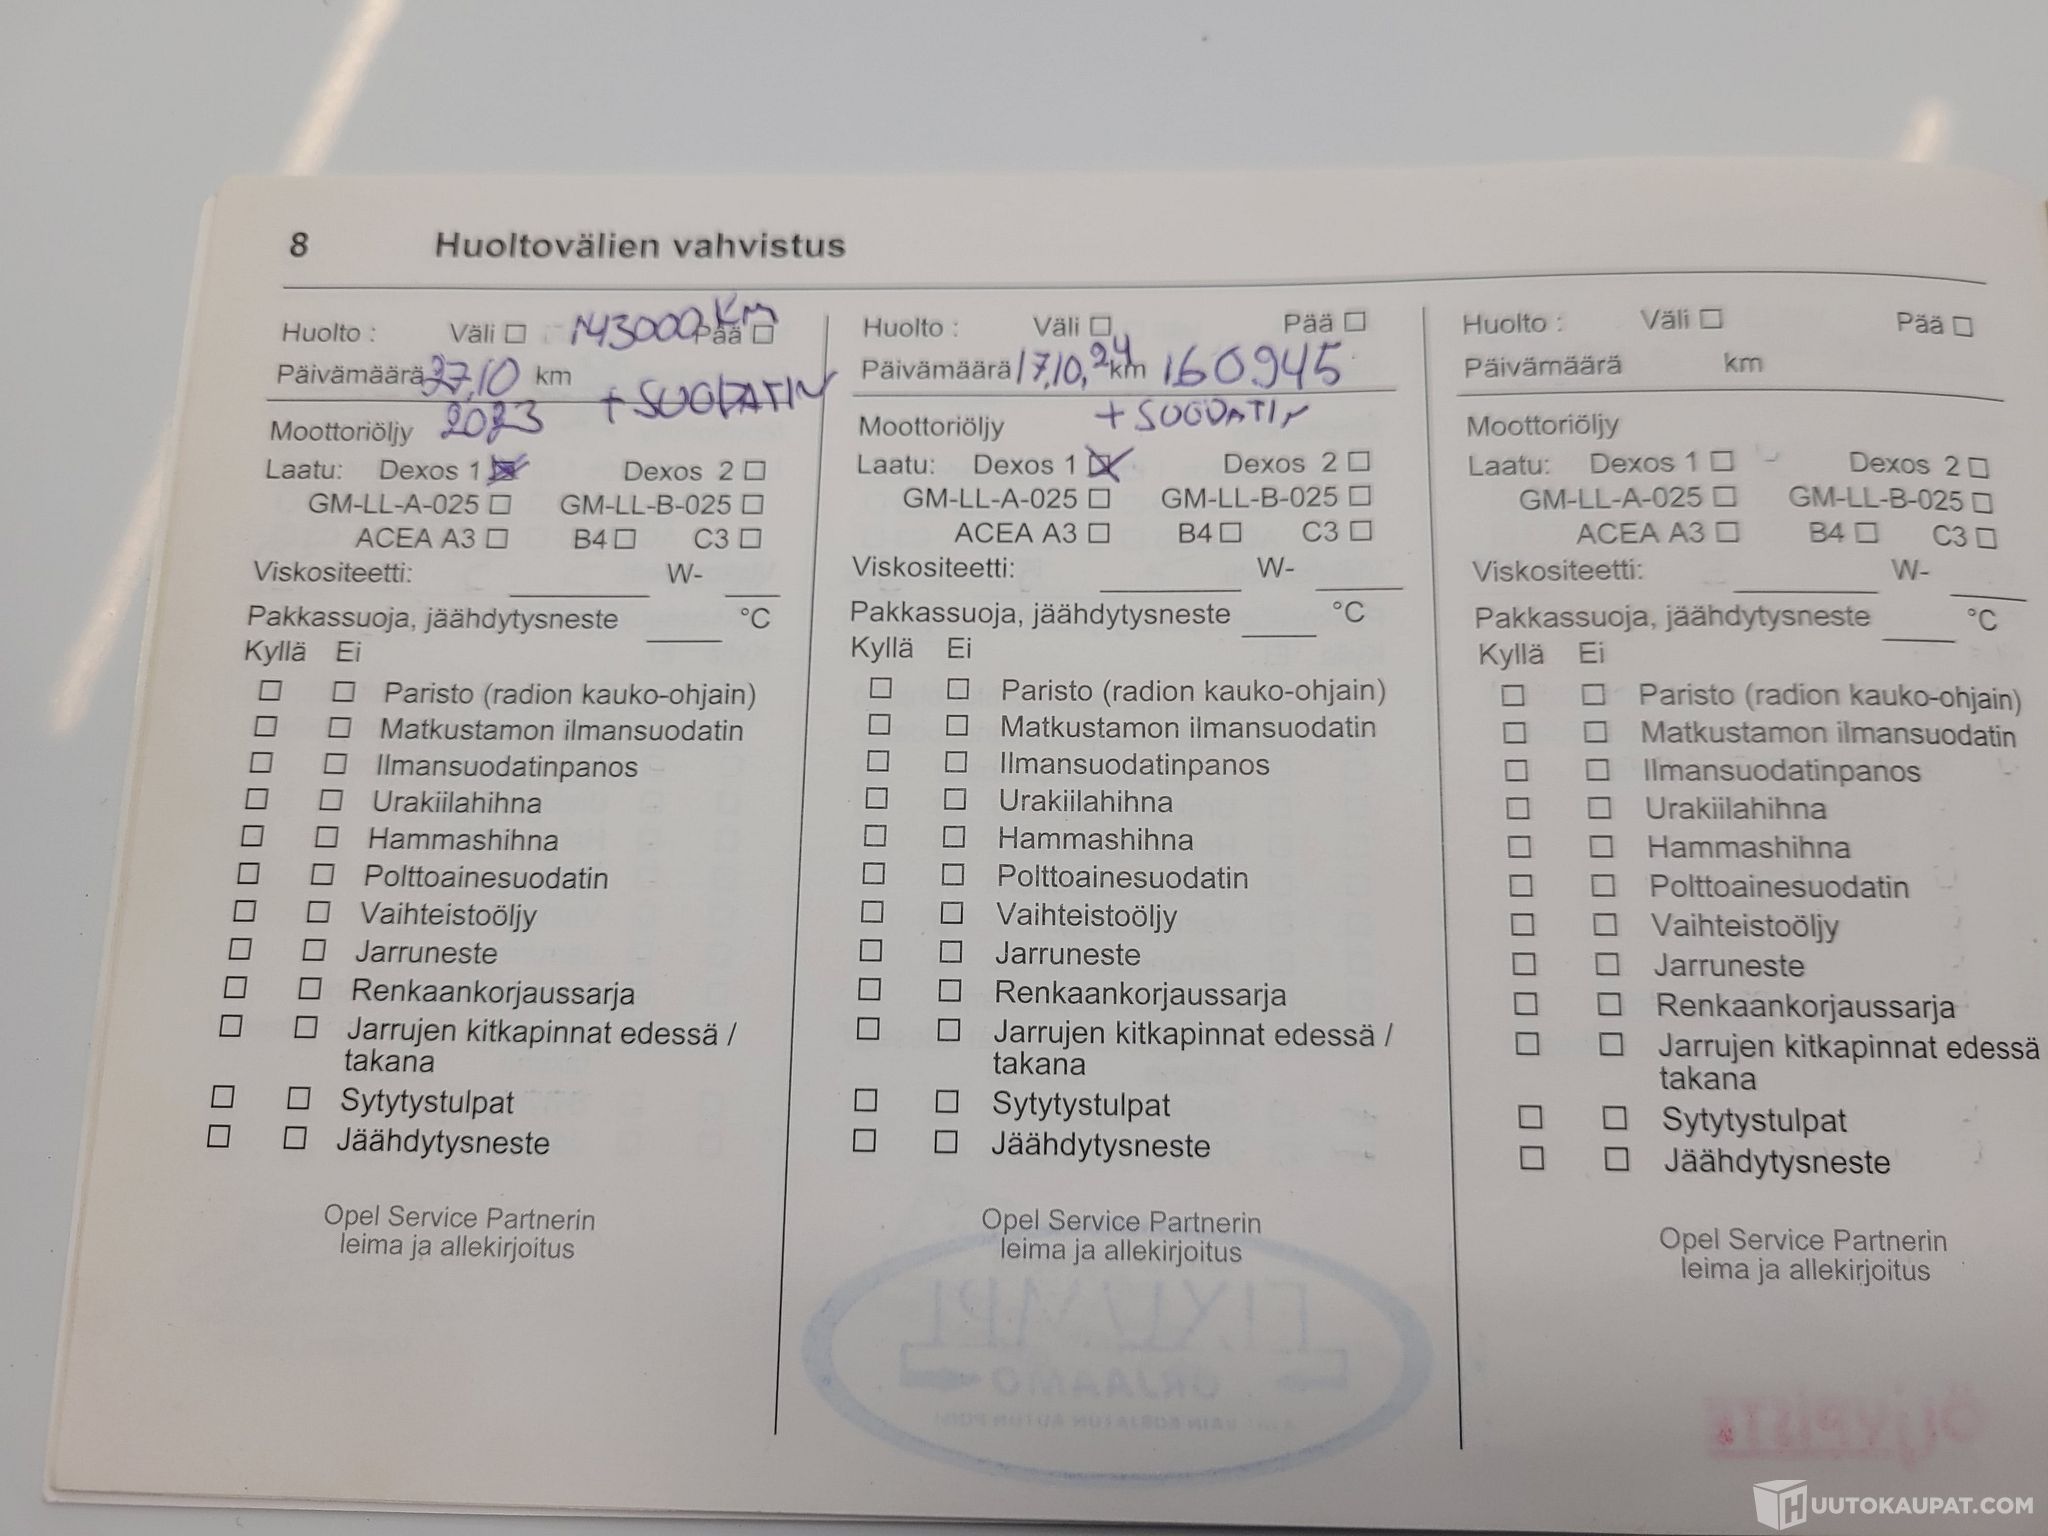 8 Huoltovälien vahvistus
Huolto : Väli 143000 KM Pää
Päivämäärä 27,10 km
2023 + SUODATIN
Moottoriöljy
Laatu: Dexos 1 Dexos 2
GM-LL-A-025 GM-LL-B-025
ACEA A3 B4 C3
Viskositeetti: W-
Pakkassuoja, jäähdytysneste °C
Kyllä Ei
Paristo (radion kauko-ohjain)
Matkustamon ilmansuodatin
Ilmansuodatinpanos
Urakiilahihna
Hammashihna
Polttoainesuodatin
Vaihteistoöljy
Jarruneste
Renkaankorjaussarja
Jarrujen kitkapinnat edessä /
takana
Sytytystulpat
Jäähdytysneste
Opel Service Partnerin
leima ja allekirjoitus
Huolto : Väli Pää
Päivämäärä 17,10,24 km 160945
+ SUODATIN
Moottoriöljy
Laatu: Dexos 1 Dexos 2
GM-LL-A-025 GM-LL-B-025
ACEA A3 B4 C3
Viskositeetti: W-
Pakkassuoja, jäähdytysneste °C
Kyllä Ei
Paristo (radion kauko-ohjain)
Matkustamon ilmansuodatin
Ilmansuodatinpanos
Urakiilahihna
Hammashihna
Polttoainesuodatin
Vaihteistoöljy
Jarruneste
Renkaankorjaussarja
Jarrujen kitkapinnat edessä /
takana
Sytytystulpat
Jäähdytysneste
Opel Service Partnerin
leima ja allekirjoitus
Huolto : Väli Pää
Päivämäärä km
Moottoriöljy
Laatu: Dexos 1 Dexos 2
GM-LL-A-025 GM-LL-B-025
ACEA A3 B4 C3
Viskositeetti: W-
Pakkassuoja, jäähdytysneste °C
Kyllä Ei
Paristo (radion kauko-ohjain)
Matkustamon ilmansuodatin
Ilmansuodatinpanos
Urakiilahihna
Hammashihna
Polttoainesuodatin
Vaihteistoöljy
Jarruneste
Renkaankorjaussarja
Jarrujen kitkapinnat edessä
takana
Sytytystulpat
Jäähdytysneste
Opel Service Partnerin
leima ja allekirjoitus
HUUTOKAUPAT.COM